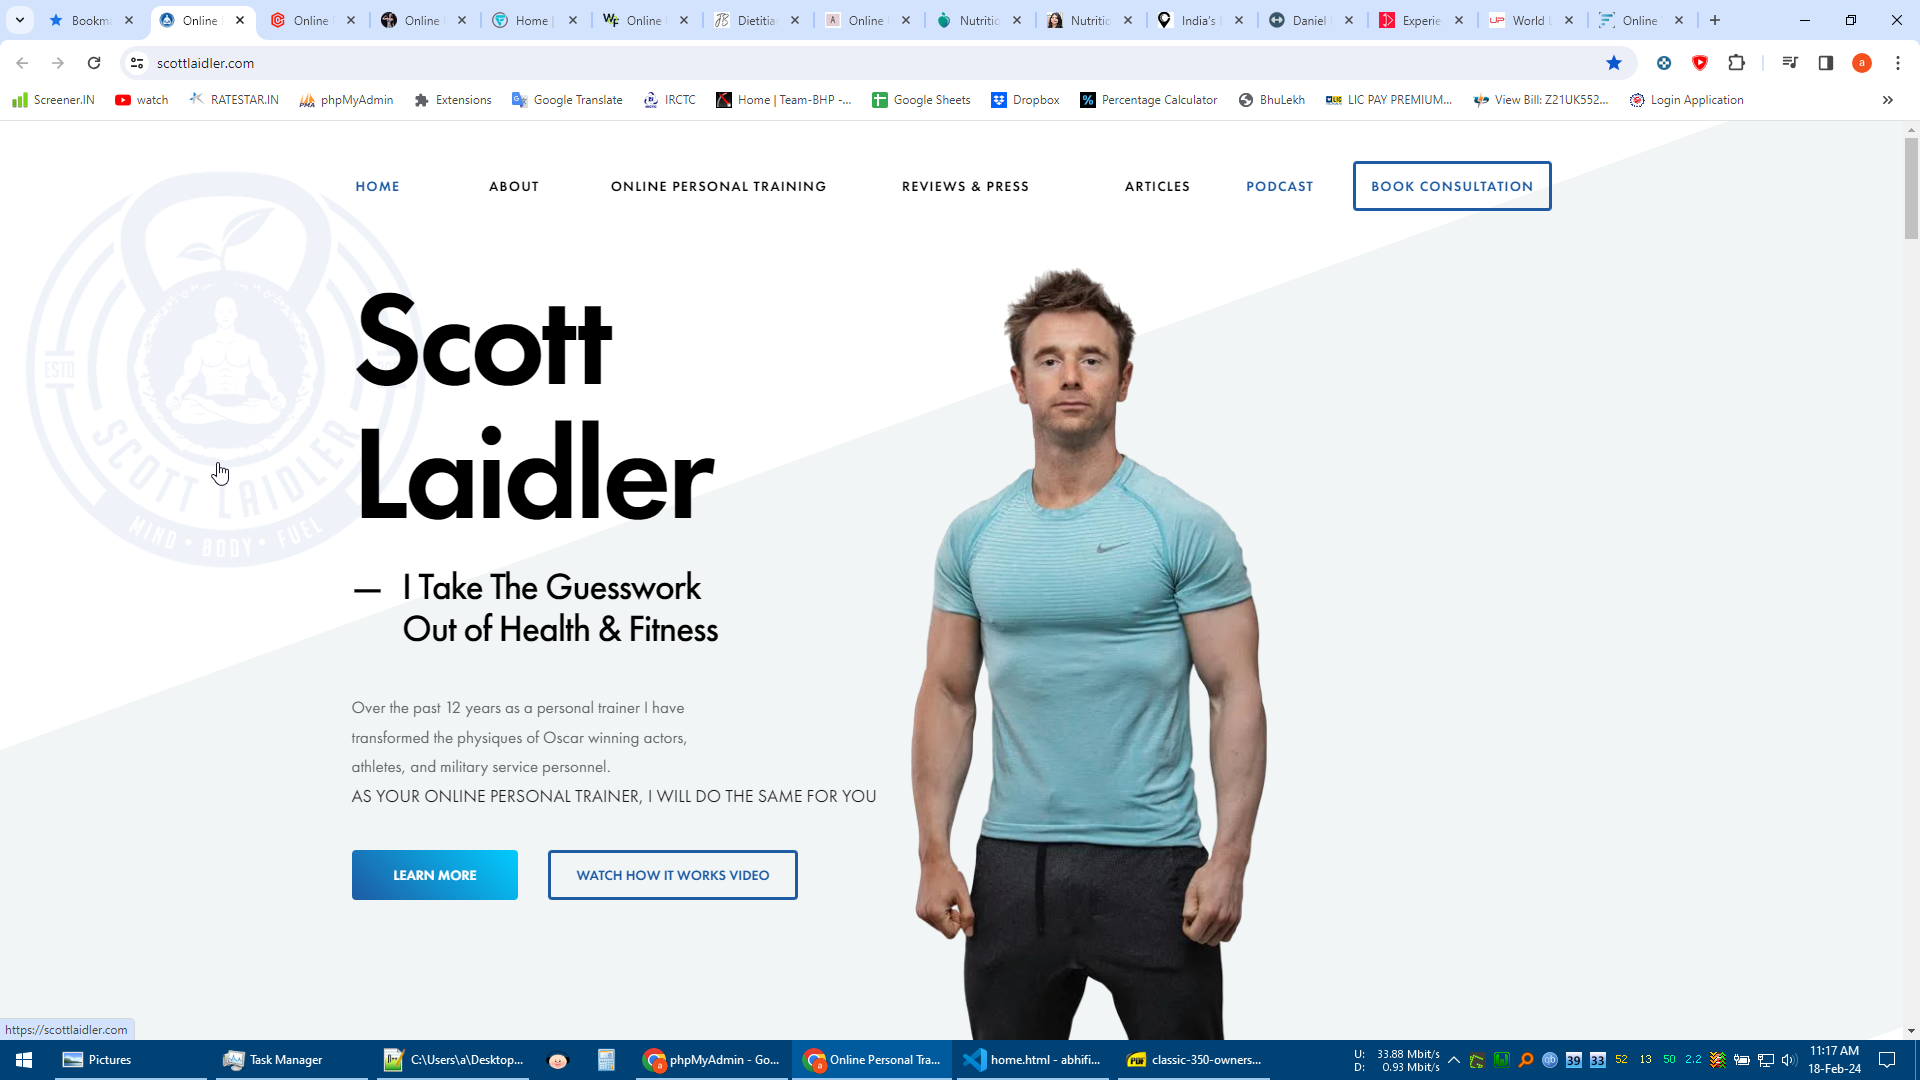 Bookma
Online
Online
Online
Home |
Online
Dietitia
Online
Nutritio
Nutritio
India's
Daniel
Experie
World
Online
scottlaidler.com
a
Screener.IN
watch
RATESTAR.IN
phpMyAdmin
Extensions
Google Translate
IRCTC
Home | Team-BHP -...
Google Sheets
Dropbox
Percentage Calculator
BhuLekh
LIC PAY PREMIUM...
View Bill: Z21UK552...
Login Application
HOME
ABOUT
ONLINE PERSONAL TRAINING
REVIEWS & PRESS
ARTICLES
PODCAST
BOOK CONSULTATION
ESTD
SCOTT LAIDLER
MIND • BODY • FUEL
Scott
Laidler
— I Take The Guesswork
Out of Health & Fitness
Over the past 12 years as a personal trainer I have
transformed the physiques of Oscar winning actors,
athletes, and military service personnel.
AS YOUR ONLINE PERSONAL TRAINER, I WILL DO THE SAME FOR YOU
LEARN MORE
WATCH HOW IT WORKS VIDEO
https://scottlaidler.com
Pictures
Task Manager
C:\Users\a\Desktop...
phpMyAdmin - Go...
Online Personal Tra...
home.html - abhifi...
classic-350-owners...
U: 33.88 Mbit/s
D: 0.93 Mbit/s
39
33
52
13
50
2.2
11:17 AM
18-Feb-24